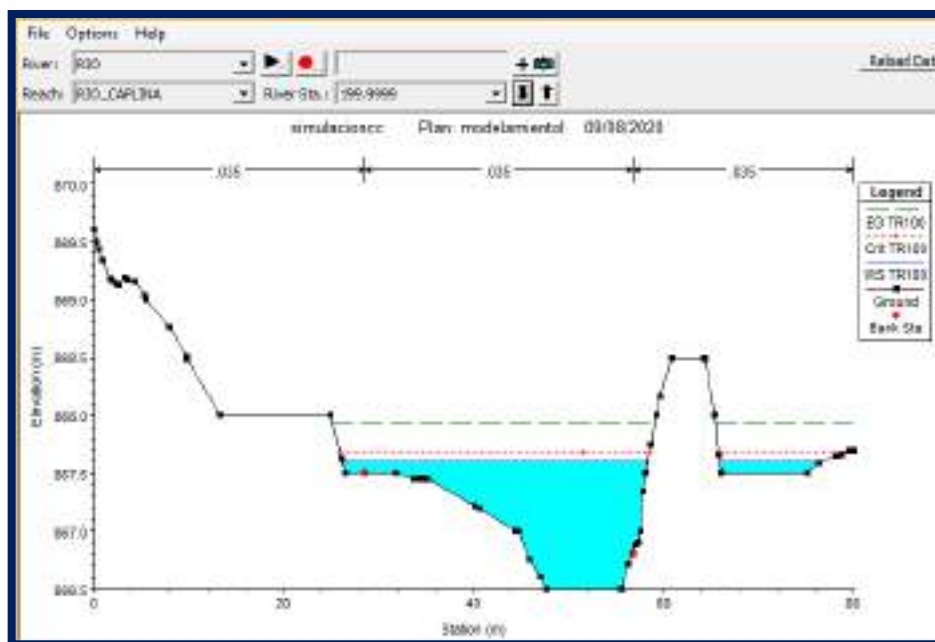 File Options Help
River: RIO
Reload Dat
Reach: RIO_CAPLINA River Sta.: 199.9999
simulacioncc Plan: modelamiento1 09/08/2020
.035 .035 .035
870.0
869.5
869.0
868.5
868.0
867.5
867.0
866.5
Elevation (m)
0 20 40 60 80
Station (m)
Legend
EG TR100
Crit TR100
WS TR100
Ground
Bank Sta